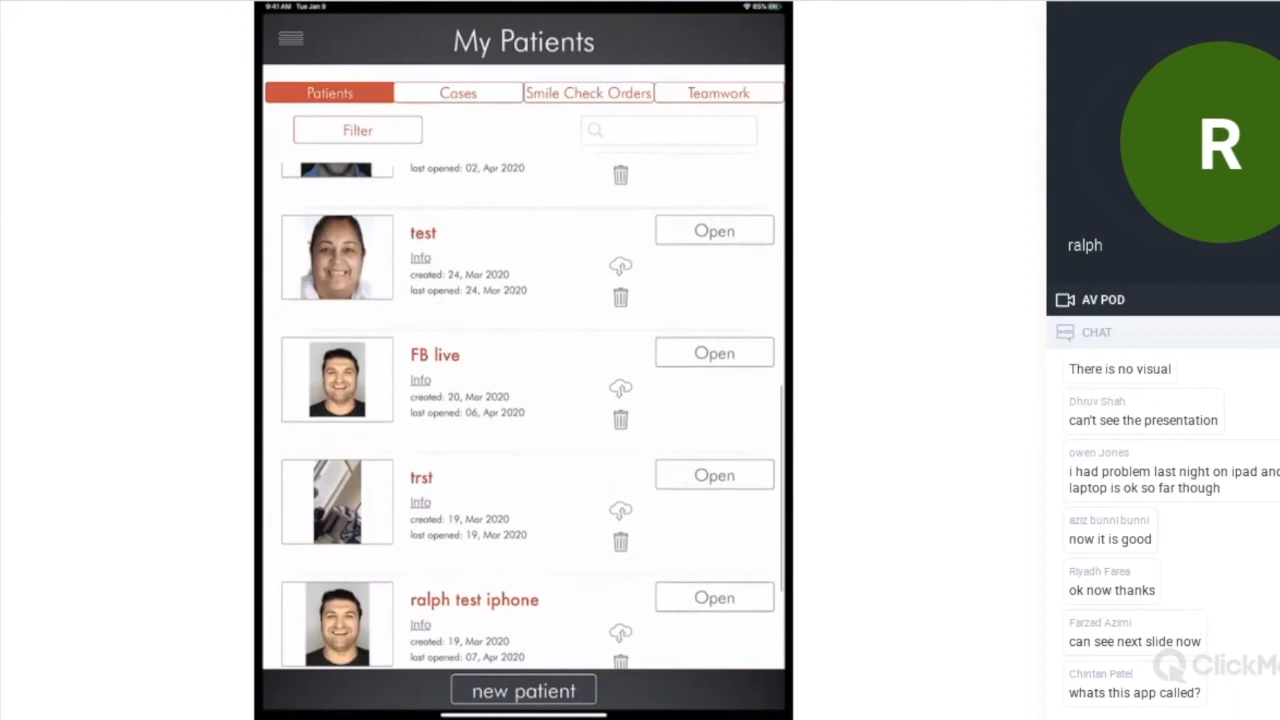 9:41 AM Tue Jan 9
85%
My Patients
Patients
Cases
Smile Check Orders
Teamwork
Filter
last opened: 02, Apr 2020
test
Open
Info
created: 24, Mar 2020
last opened: 24, Mar 2020
FB live
Open
Info
created: 20, Mar 2020
last opened: 06, Apr 2020
trst
Open
Info
created: 19, Mar 2020
last opened: 19, Mar 2020
ralph test iphone
Open
Info
created: 19, Mar 2020
last opened: 07, Apr 2020
new patient
R
ralph
AV POD
CHAT
There is no visual
Dhruv Shah
can't see the presentation
owen Jones
i had problem last night on ipad and
laptop is ok so far though
aziz bunni bunni
now it is good
Riyadh Farea
ok now thanks
Farzad Azimi
can see next slide now
Chintan Patel
whats this app called?